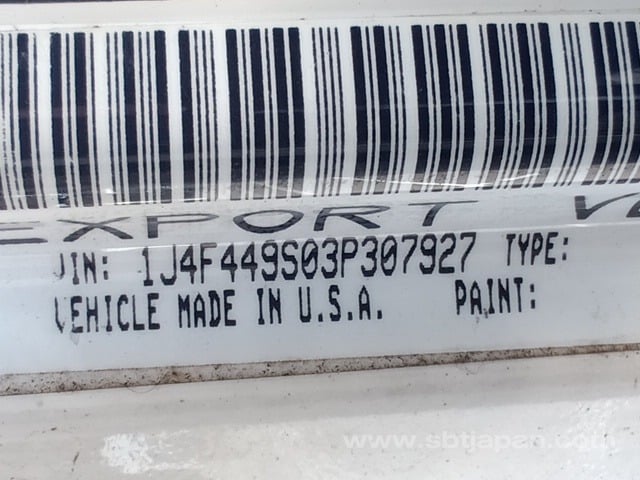 EXPORT
VIN: 1J4F449S03P307927 TYPE:
VEHICLE MADE IN U.S.A. PAINT:
www.sbtjapan.com